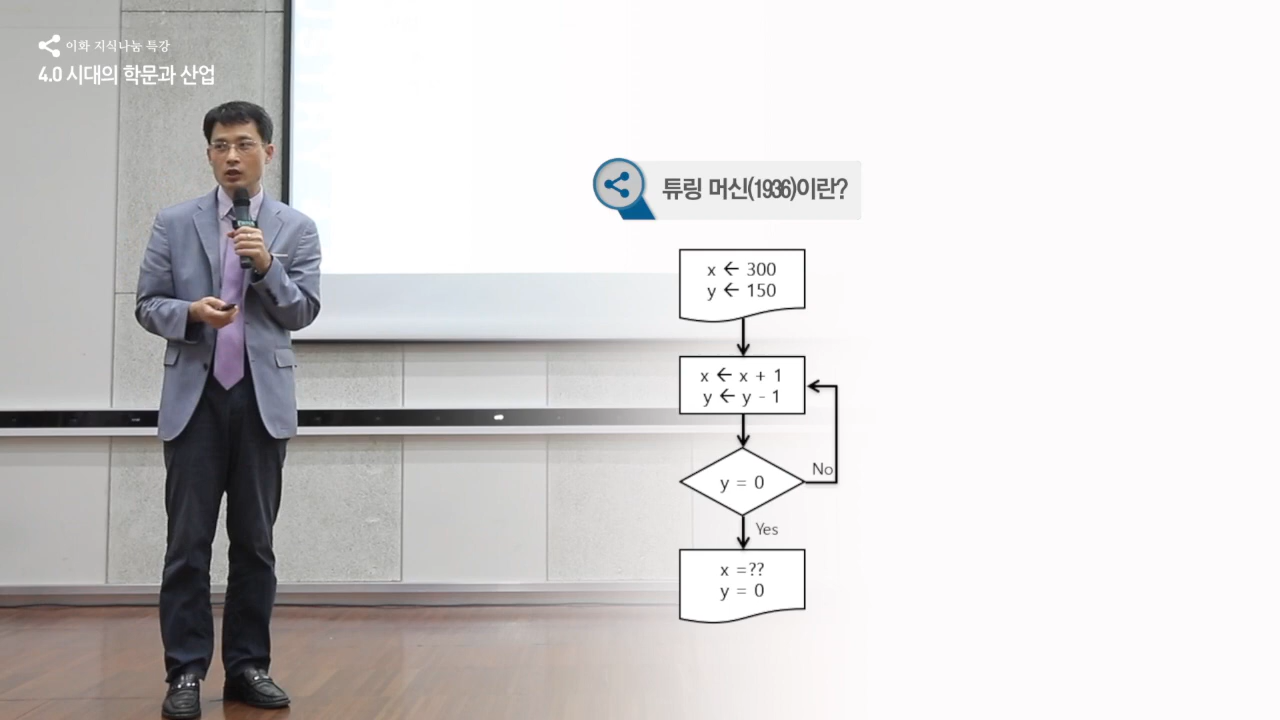 이화 지식나눔 특강
4.0 시대의 학문과 산업
튜링 머신(1936)이란?
x ← 300
y ← 150
x ← x + 1
y ← y - 1
y = 0
No
Yes
x =??
y = 0